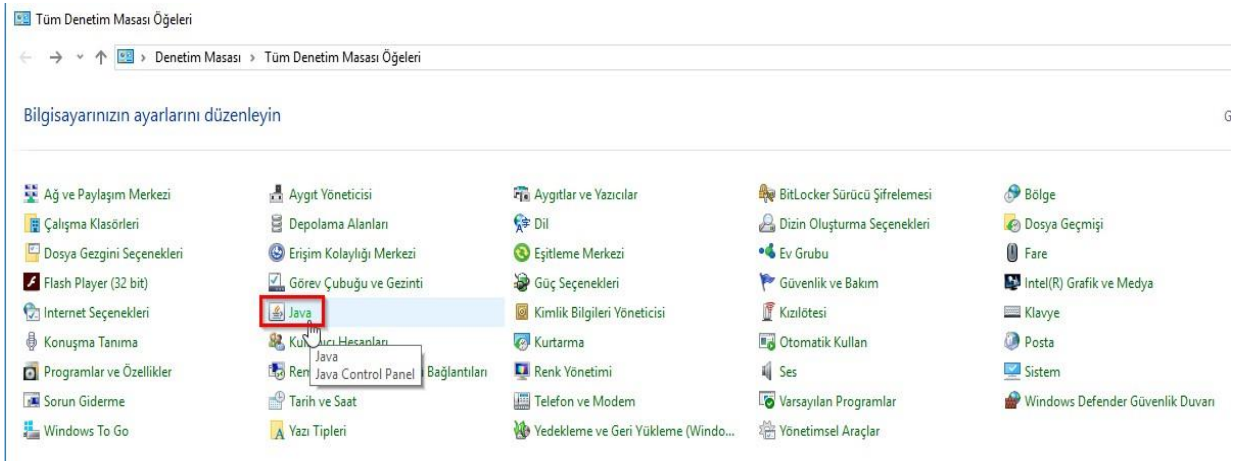 Tüm Denetim Masası Öğeleri
Denetim Masası › Tüm Denetim Masası Öğeleri
Bilgisayarınızın ayarlarını düzenleyin
G
Ağ ve Paylaşım Merkezi Aygıt Yöneticisi Aygıtlar ve Yazıcılar BitLocker Sürücü Şifrelemesi Bölge
Çalışma Klasörleri Depolama Alanları Dil Dizin Oluşturma Seçenekleri Dosya Geçmişi
Dosya Gezgini Seçenekleri Erişim Kolaylığı Merkezi Eşitleme Merkezi Ev Grubu Fare
Flash Player (32 bit) Görev Çubuğu ve Gezinti Güç Seçenekleri Güvenlik ve Bakım Intel(R) Grafik ve Medya
İnternet Seçenekleri Java Kimlik Bilgileri Yöneticisi Kızılötesi Klavye
Konuşma Tanıma Hesapları Kurtarma Otomatik Kullan Posta
Java
Java Control Panel
Programlar ve Özellikler Bağlantıları Renk Yönetimi Ses Sistem
Sorun Giderme Tarih ve Saat Telefon ve Modem Varsayılan Programlar Windows Defender Güvenlik Duvarı
Windows To Go Yazı Tipleri Yedekleme ve Geri Yükleme (Windo... Yönetimsel Araçlar